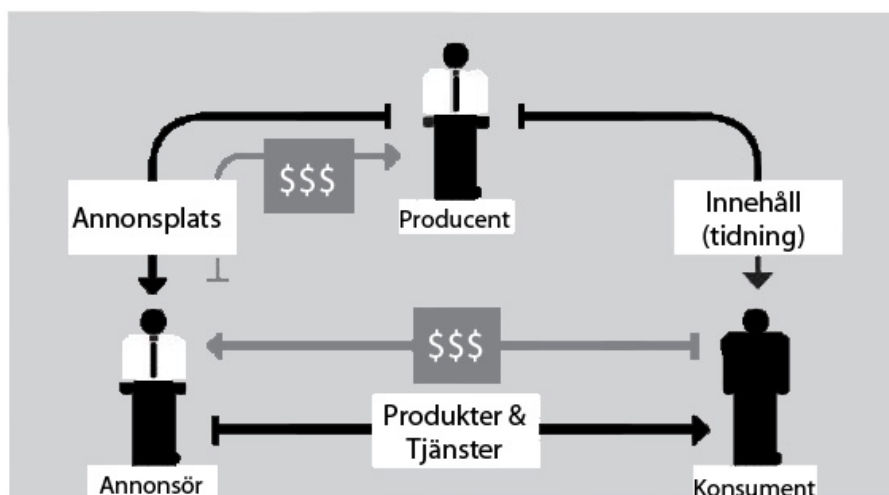 $$$
Annonsplats
Producent
Innehåll
(tidning)
$$$
Produkter &
Tjänster
Annonsör
Konsument